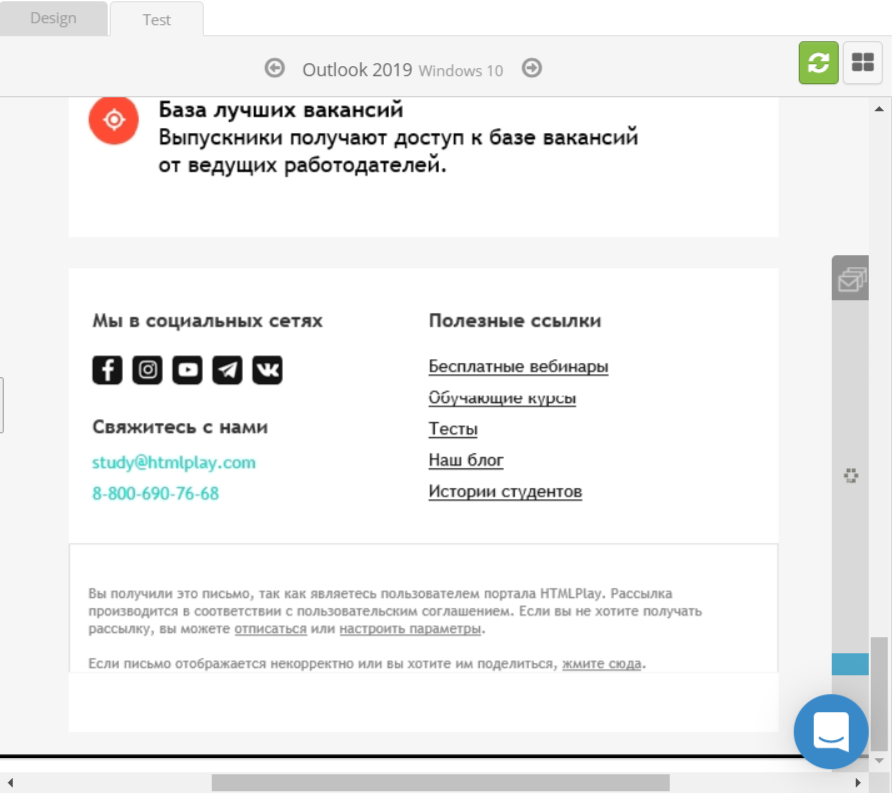 Design
Test
Outlook 2019 Windows 10
База лучших вакансий
Выпускники получают доступ к базе вакансий
от ведущих работодателей.
Мы в социальных сетях
Свяжитесь с нами
study@htmlplay.com
8-800-690-76-68
Полезные ссылки
Бесплатные вебинары
Обучающие курсы
Тесты
Наш блог
Истории студентов
Вы получили это письмо, так как являетесь пользователем портала HTMLPlay. Рассылка
производится в соответствии с пользовательским соглашением. Если вы не хотите получать
рассылку, вы можете отписаться или настроить параметры.
Если письмо отображается некорректно или вы хотите им поделиться, жмите сюда.